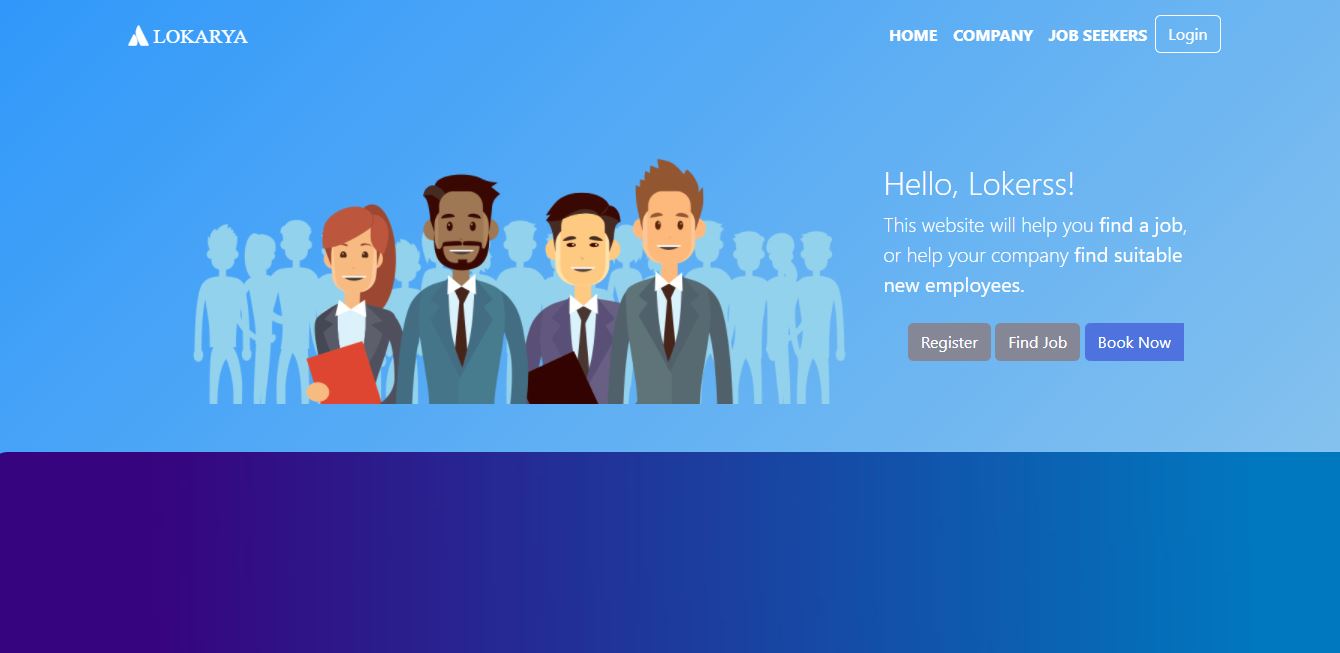 LOKARYA
HOME COMPANY JOB SEEKERS Login
Hello, Lokerss!
This website will help you find a job,
or help your company find suitable
new employees.
Register Find Job Book Now